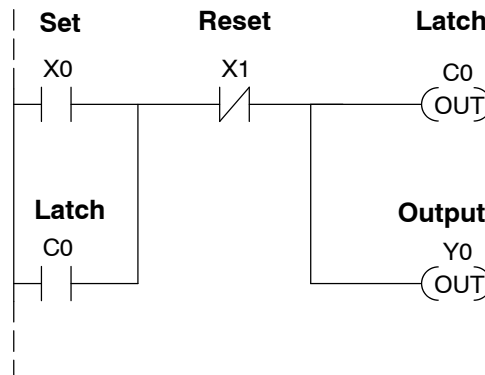 Set Reset Latch
X0 X1 C0
OUT
Latch Output
C0 Y0
OUT